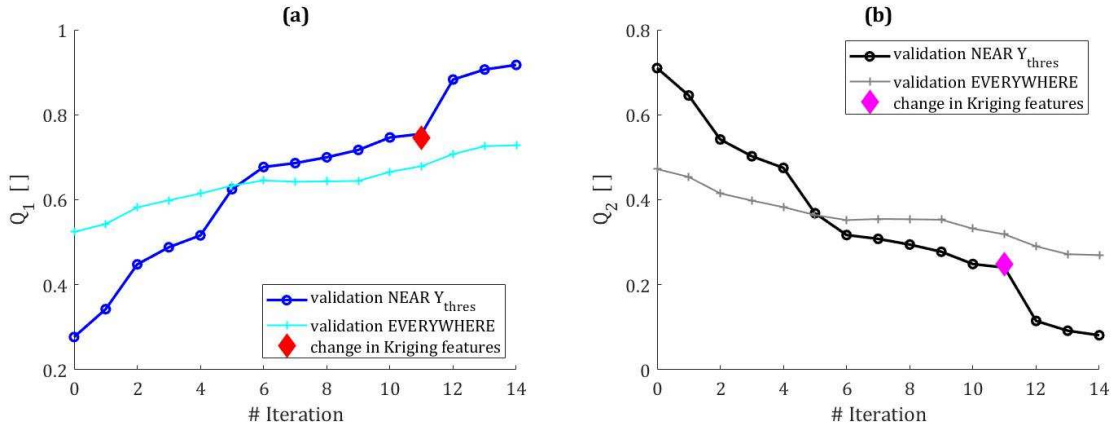 (a)
1
0.8
0.6
0.4
0.2
Q1 [ ]
0 2 4 6 8 10 12 14
# Iteration
validation NEAR Ythres
validation EVERYWHERE
change in Kriging features
(b)
0.8
0.6
0.4
0.2
0
Q2 [ ]
0 2 4 6 8 10 12 14
# Iteration
validation NEAR Ythres
validation EVERYWHERE
change in Kriging features